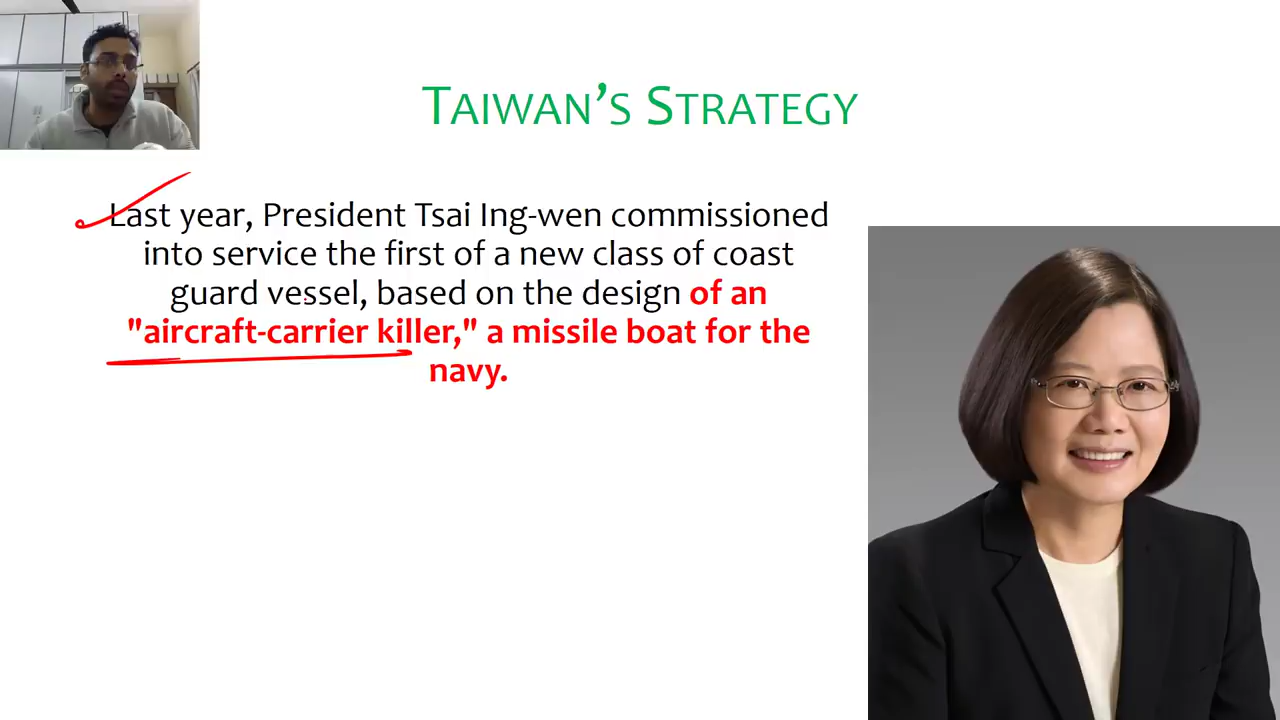 TAIWAN'S STRATEGY
Last year, President Tsai Ing-wen commissioned
into service the first of a new class of coast
guard vessel, based on the design of an
"aircraft-carrier killer," a missile boat for the
navy.